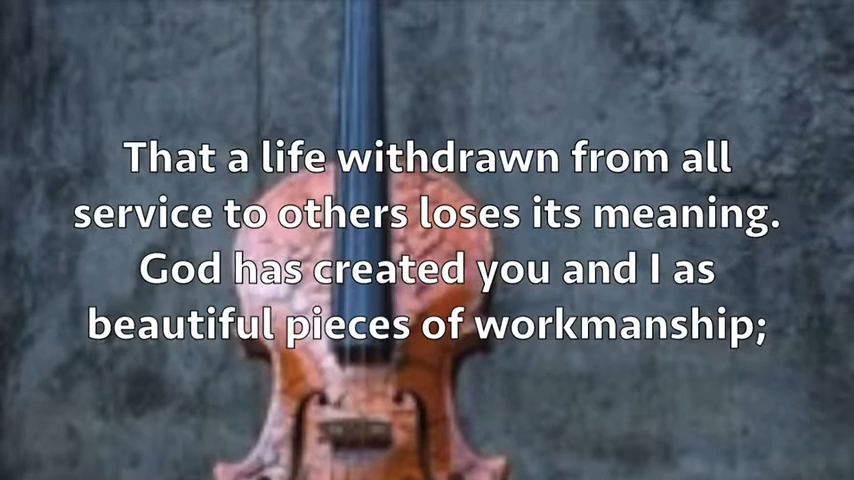 That a life withdrawn from all
service to others loses its meaning.
God has created you and I as
beautiful pieces of workmanship;